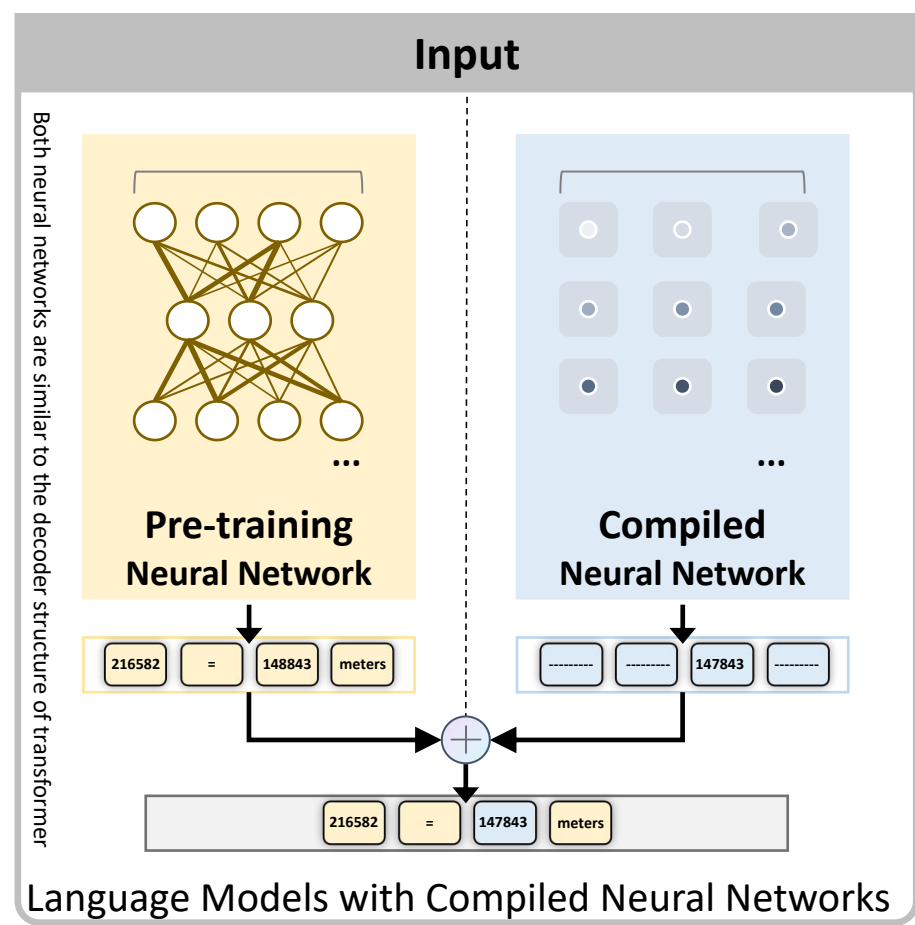 Input
Both neural networks are similar to the decoder structure of transformer
...
...
Pre-training
Neural Network
Compiled
Neural Network
216582 = 148843 meters
--------- --------- 147843 ---------
216582 = 147843 meters
Language Models with Compiled Neural Networks